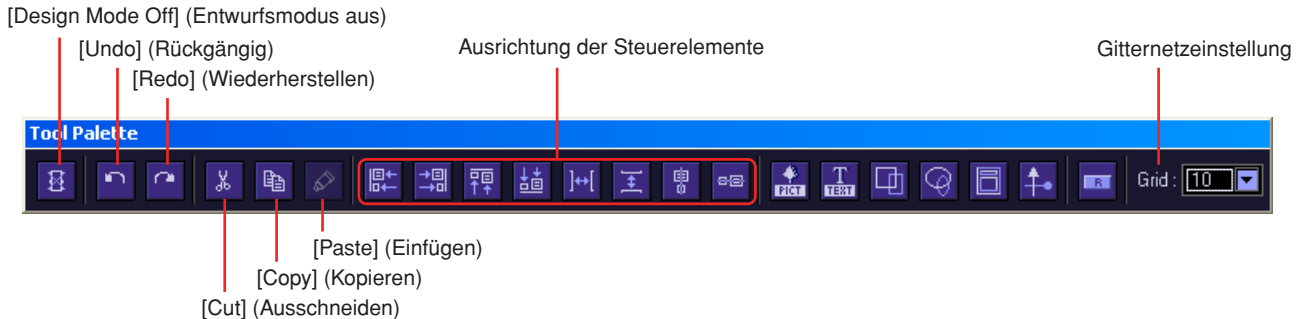 [Design Mode Off] (Entwurfsmodus aus)
[Undo] (Rückgängig)
Ausrichtung der Steuerelemente
Gitternetzeinstellung
[Redo] (Wiederherstellen)
Tool Palette
PICT
T
TEXT
R
Grid : 10
[Paste] (Einfügen)
[Copy] (Kopieren)
[Cut] (Ausschneiden)